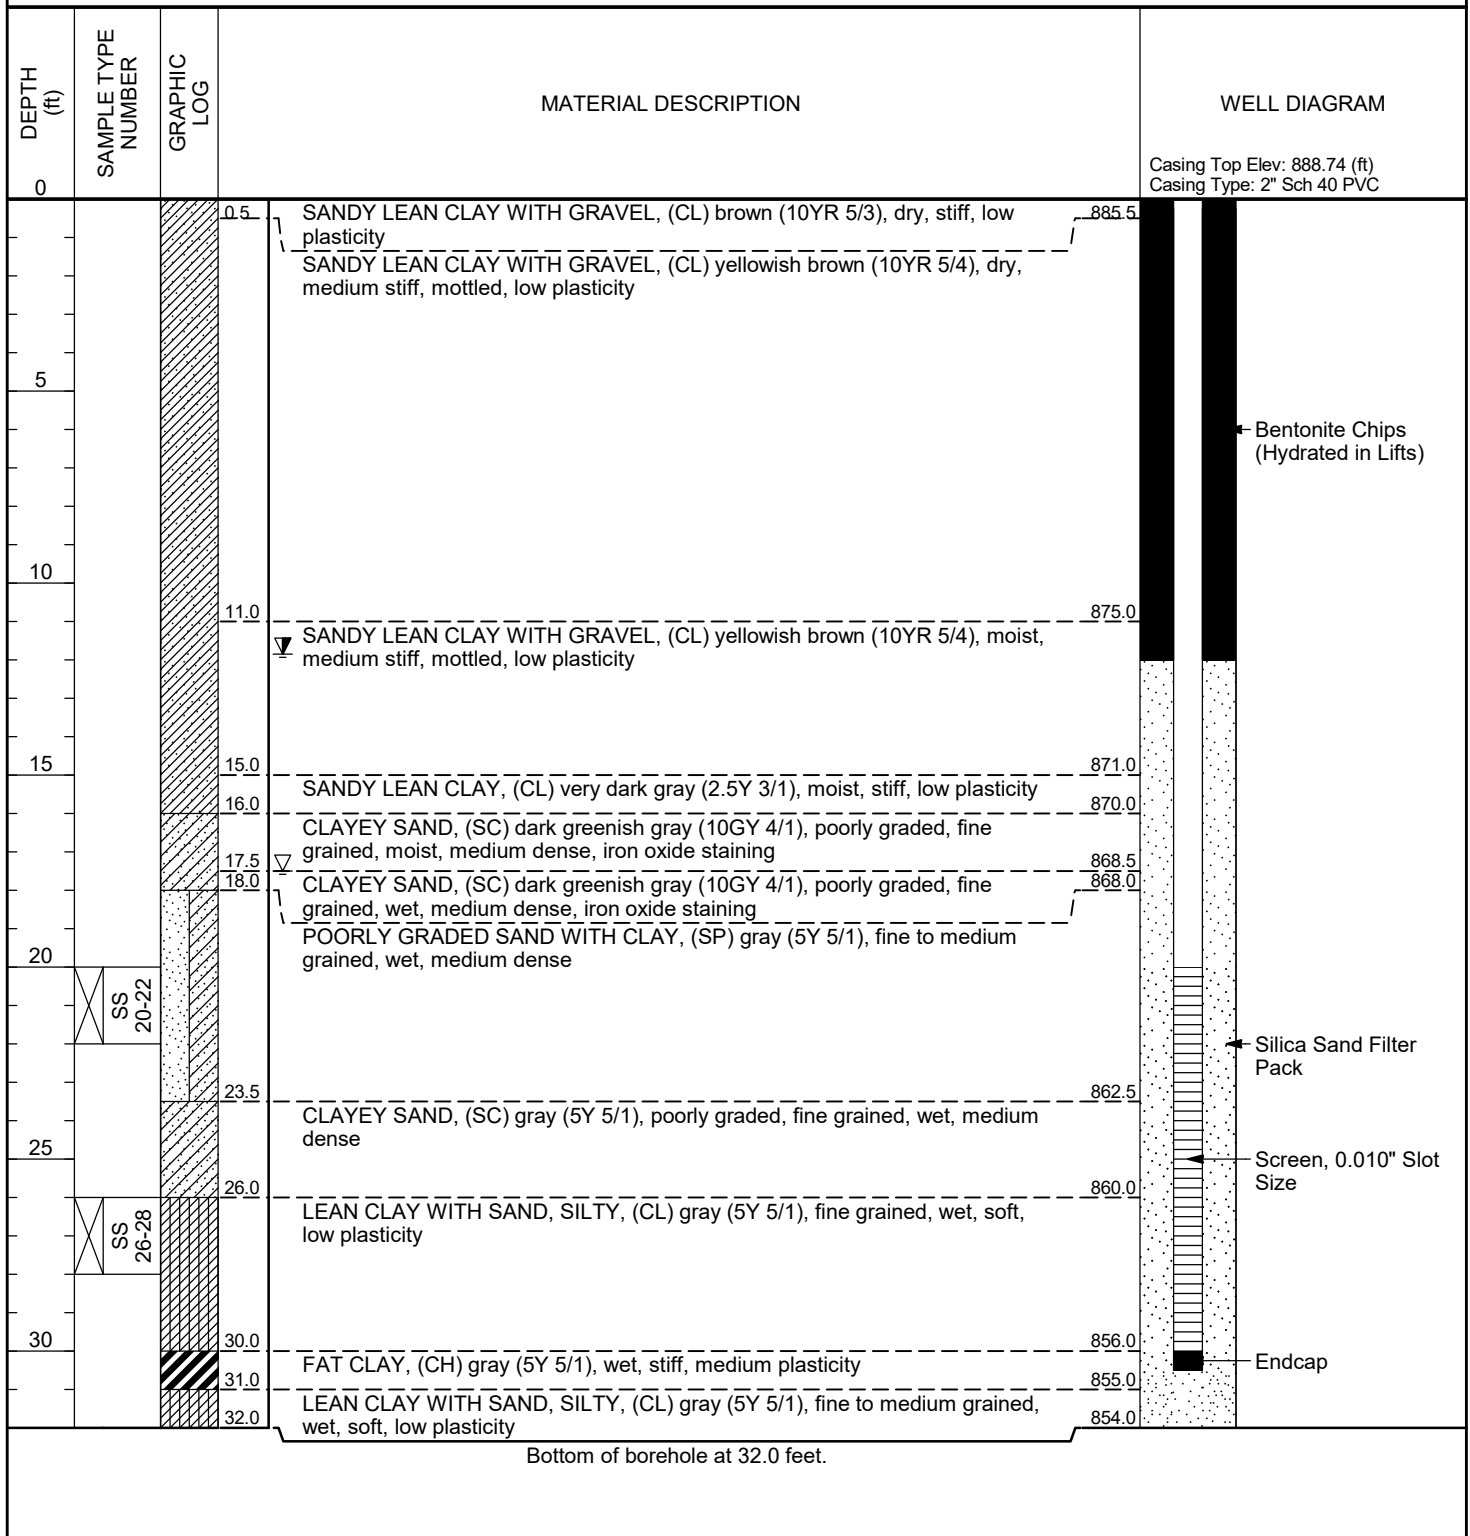 DEPTH
(ft)
SAMPLE TYPE
NUMBER
GRAPHIC
LOG
MATERIAL DESCRIPTION
WELL DIAGRAM
Casing Top Elev: 888.74 (ft)
Casing Type: 2" Sch 40 PVC
0
0.5
SANDY LEAN CLAY WITH GRAVEL, (CL) brown (10YR 5/3), dry, stiff, low
plasticity
885.5
SANDY LEAN CLAY WITH GRAVEL, (CL) yellowish brown (10YR 5/4), dry,
medium stiff, mottled, low plasticity
5
Bentonite Chips
(Hydrated in Lifts)
10
11.0
875.0
SANDY LEAN CLAY WITH GRAVEL, (CL) yellowish brown (10YR 5/4), moist,
medium stiff, mottled, low plasticity
15
15.0
871.0
SANDY LEAN CLAY, (CL) very dark gray (2.5Y 3/1), moist, stiff, low plasticity
16.0
870.0
CLAYEY SAND, (SC) dark greenish gray (10GY 4/1), poorly graded, fine
grained, moist, medium dense, iron oxide staining
17.5
868.5
18.0
CLAYEY SAND, (SC) dark greenish gray (10GY 4/1), poorly graded, fine
grained, wet, medium dense, iron oxide staining
868.0
POORLY GRADED SAND WITH CLAY, (SP) gray (5Y 5/1), fine to medium
grained, wet, medium dense
20
SS
20-22
Silica Sand Filter
Pack
23.5
862.5
CLAYEY SAND, (SC) gray (5Y 5/1), poorly graded, fine grained, wet, medium
dense
25
Screen, 0.010" Slot
Size
26.0
860.0
LEAN CLAY WITH SAND, SILTY, (CL) gray (5Y 5/1), fine grained, wet, soft,
low plasticity
SS
26-28
30
30.0
856.0
FAT CLAY, (CH) gray (5Y 5/1), wet, stiff, medium plasticity
Endcap
31.0
855.0
LEAN CLAY WITH SAND, SILTY, (CL) gray (5Y 5/1), fine to medium grained,
wet, soft, low plasticity
32.0
854.0
Bottom of borehole at 32.0 feet.